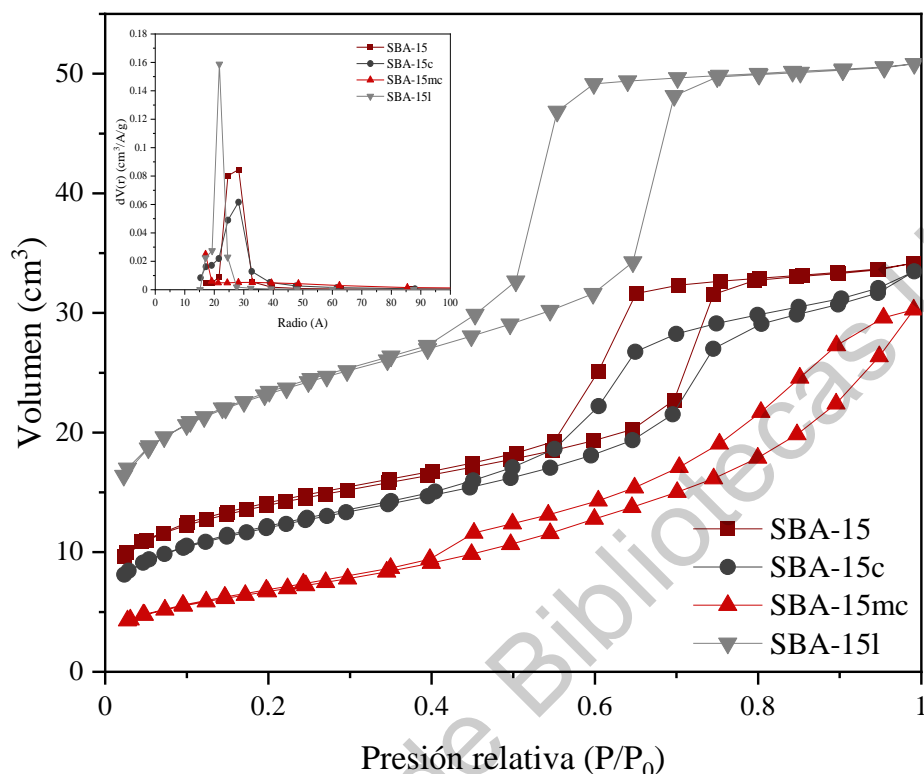 0.18
0.16
0.14
0.12
0.10
0.08
0.06
0.04
0.02
0.00
dV(r) (cm³/A/g)
0 10 20 30 40 50 60 70 80 90 100
Radio (A)
SBA-15
SBA-15c
SBA-15mc
SBA-15l
50
40
30
20
10
0
Volumen (cm³)
SBA-15
SBA-15c
SBA-15mc
SBA-15l
0 0.2 0.4 0.6 0.8 1
Presión relativa (P/P₀)
de Bibliotecas